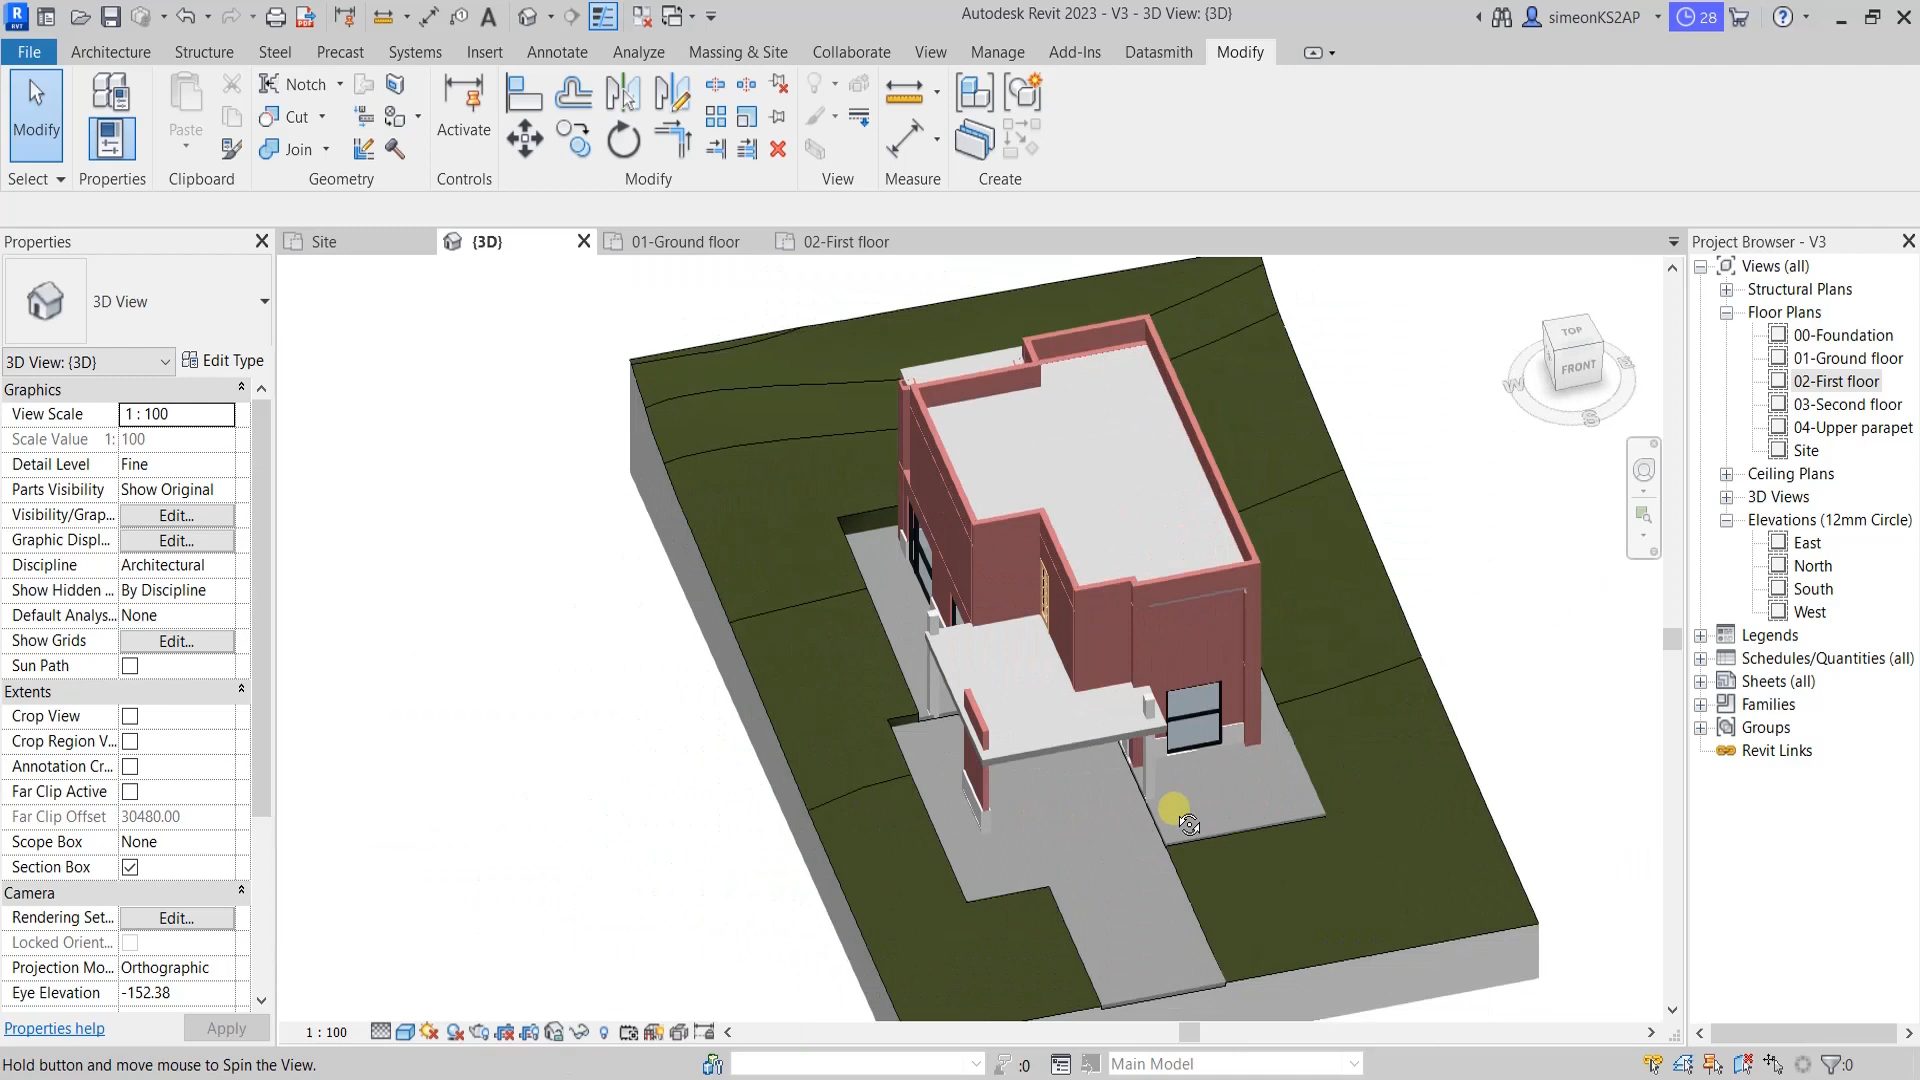 Autodesk Revit 2023 - V3 - 3D View: {3D}
simeonKS2AP
28
File
Architecture
Structure
Steel
Precast
Systems
Insert
Annotate
Analyze
Massing & Site
Collaborate
View
Manage
Add-Ins
Datasmith
Modify
Modify
Paste
Notch
Cut
Join
Activate
Select
Properties
Clipboard
Geometry
Controls
Modify
View
Measure
Create
Properties
Site
{3D}
01-Ground floor
02-First floor
Project Browser - V3
3D View
3D View: {3D}
Edit Type
Graphics
View Scale
1 : 100
Scale Value 1:
100
Detail Level
Fine
Parts Visibility
Show Original
Visibility/Grap...
Edit...
Graphic Displ...
Edit...
Discipline
Architectural
Show Hidden ...
By Discipline
Default Analys...
None
Show Grids
Edit...
Sun Path
Extents
Crop View
Crop Region V...
Annotation Cr...
Far Clip Active
Far Clip Offset
30480.00
Scope Box
None
Section Box
Camera
Rendering Set...
Edit...
Locked Orient...
Projection Mo...
Orthographic
Eye Elevation
-152.38
Properties help
Apply
TOP
FRONT
W
S
E
Views (all)
Structural Plans
Floor Plans
00-Foundation
01-Ground floor
02-First floor
03-Second floor
04-Upper parapet
Site
Ceiling Plans
3D Views
Elevations (12mm Circle)
East
North
South
West
Legends
Schedules/Quantities (all)
Sheets (all)
Families
Groups
Revit Links
1 : 100
Hold button and move mouse to Spin the View.
:0
Main Model
:0